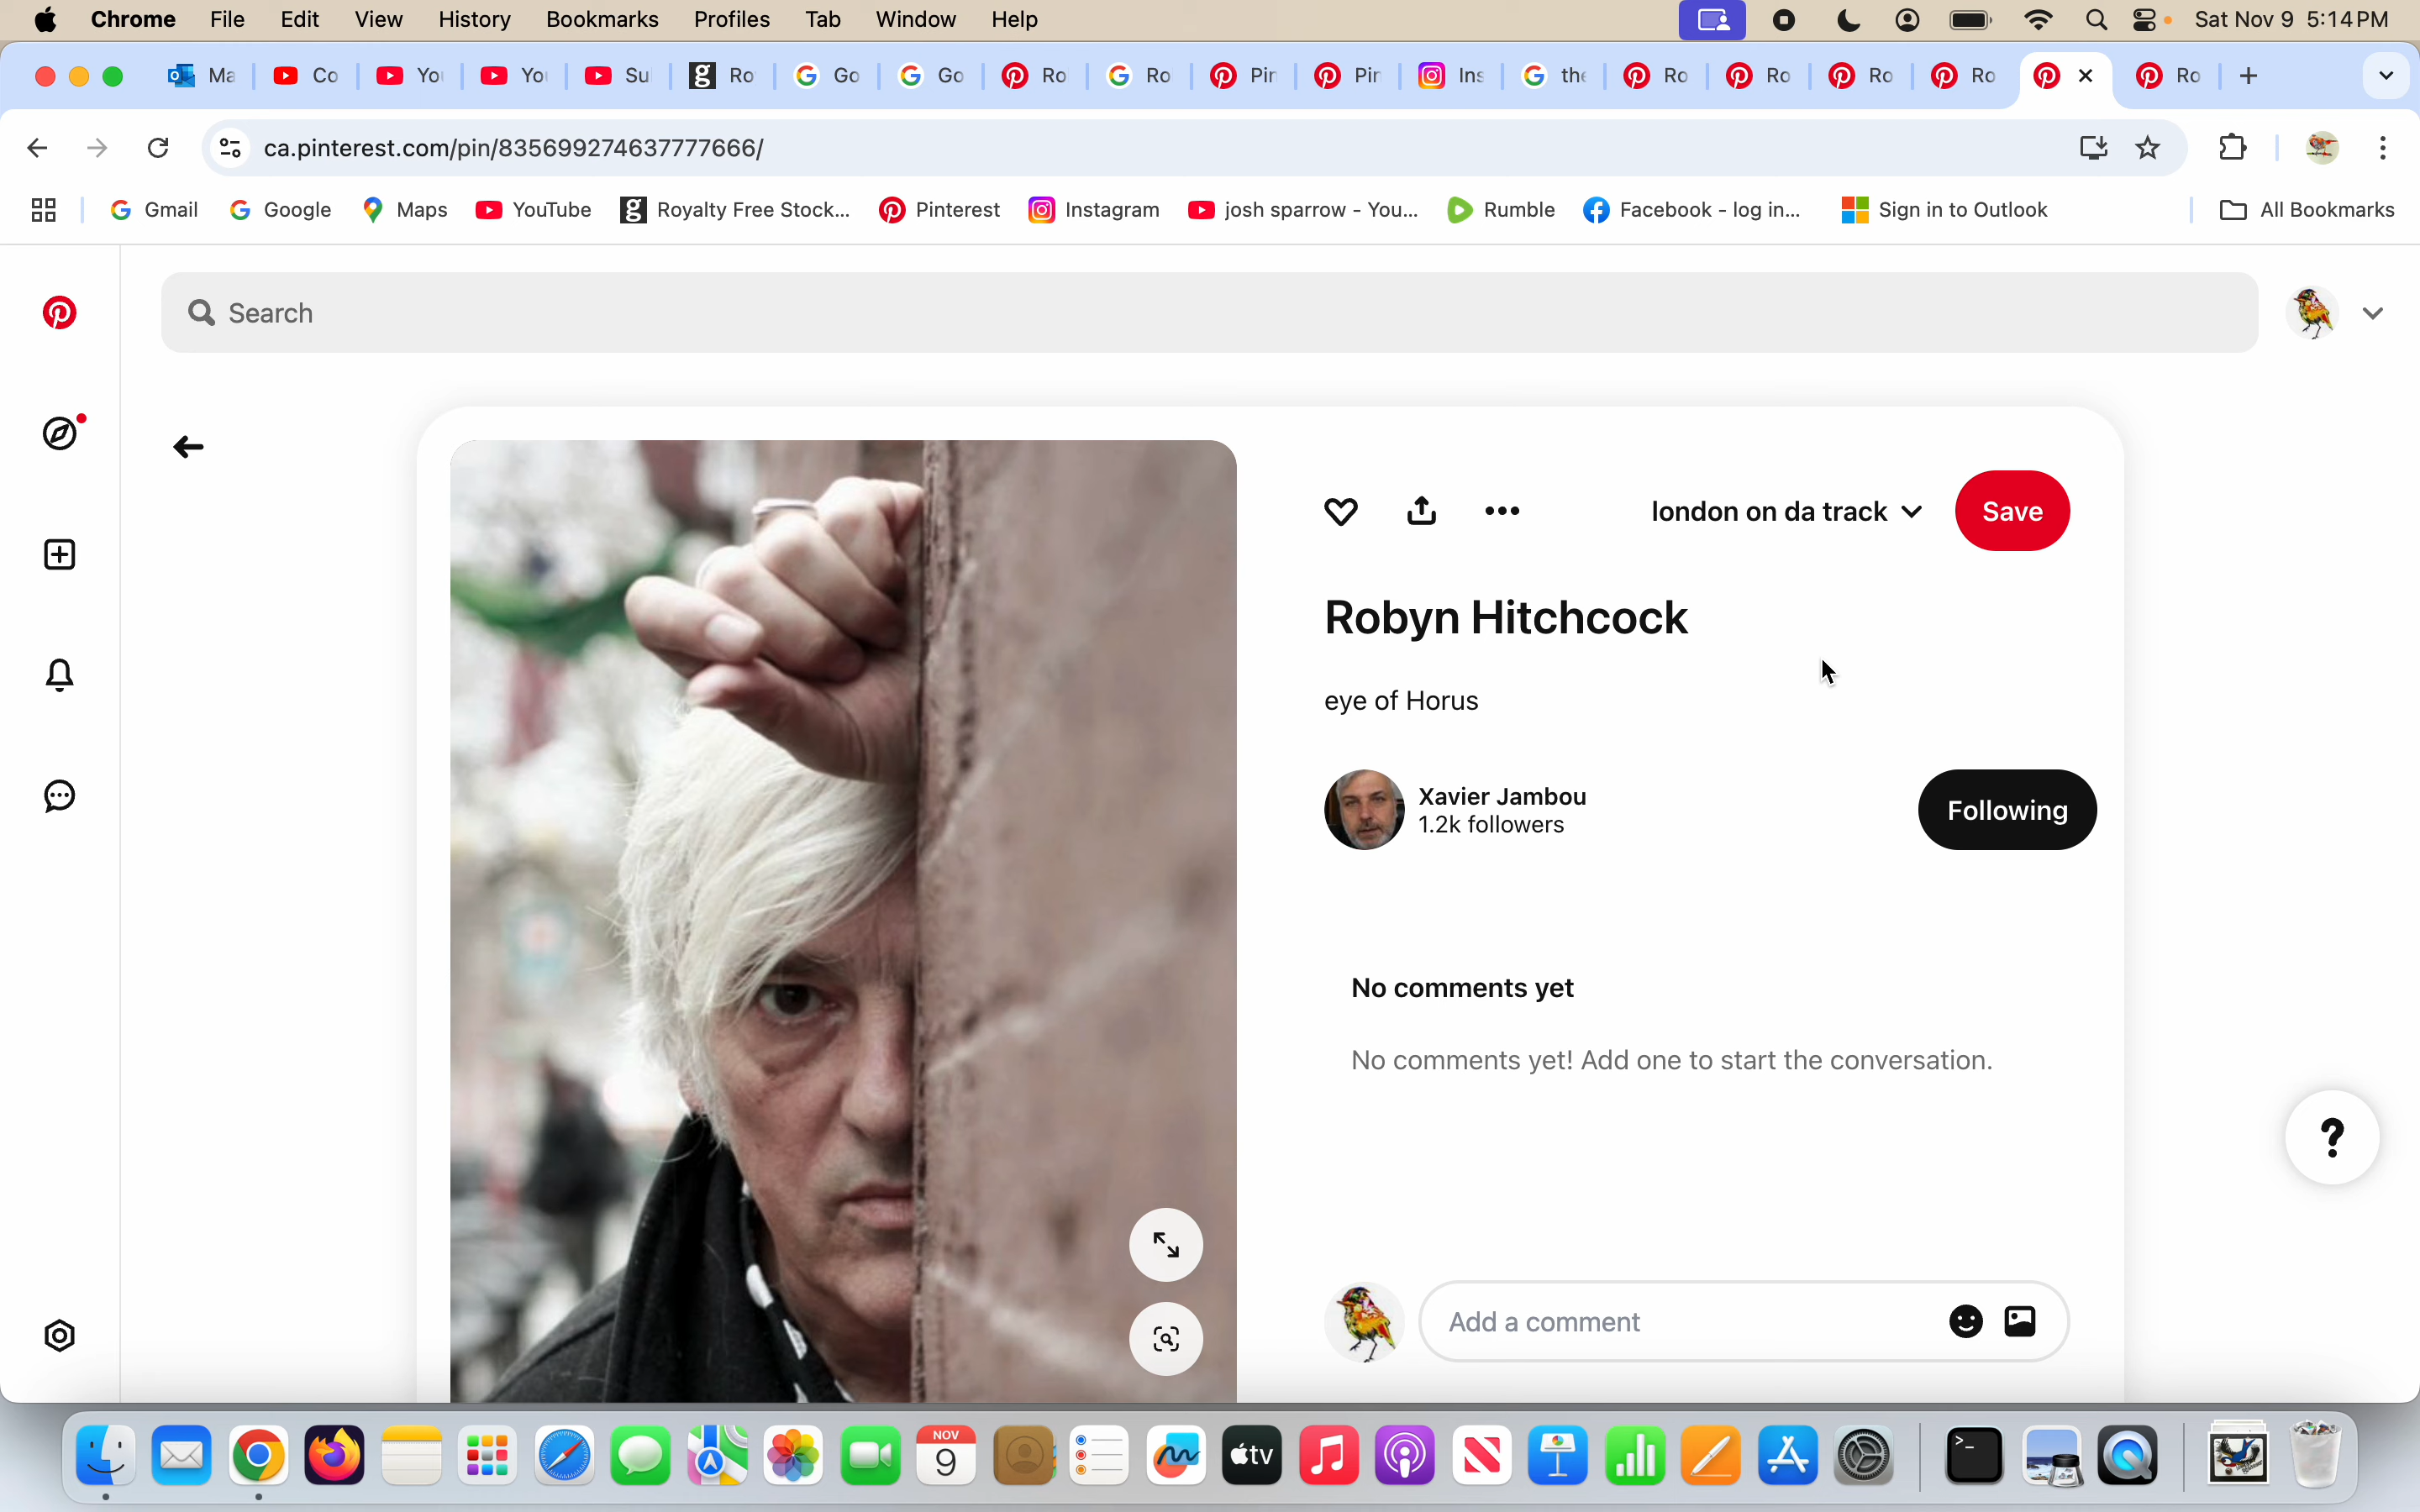 Chrome File Edit View History Bookmarks Profiles Tab Window Help Sat Nov 9 5:14 PM
Ma Co You You Su Ro Go Go Ro Ro Pin Pin Ins the Ro Ro Ro Ro Ro
ca.pinterest.com/pin/835699274637777666/
Gmail Google Maps YouTube Royalty Free Stock... Pinterest Instagram josh sparrow - You... Rumble Facebook - log in... Sign in to Outlook All Bookmarks
Search
london on da track Save
Robyn Hitchcock
eye of Horus
Xavier Jambou
1.2k followers
Following
No comments yet
No comments yet! Add one to start the conversation.
?
Add a comment
NOV
9
tv